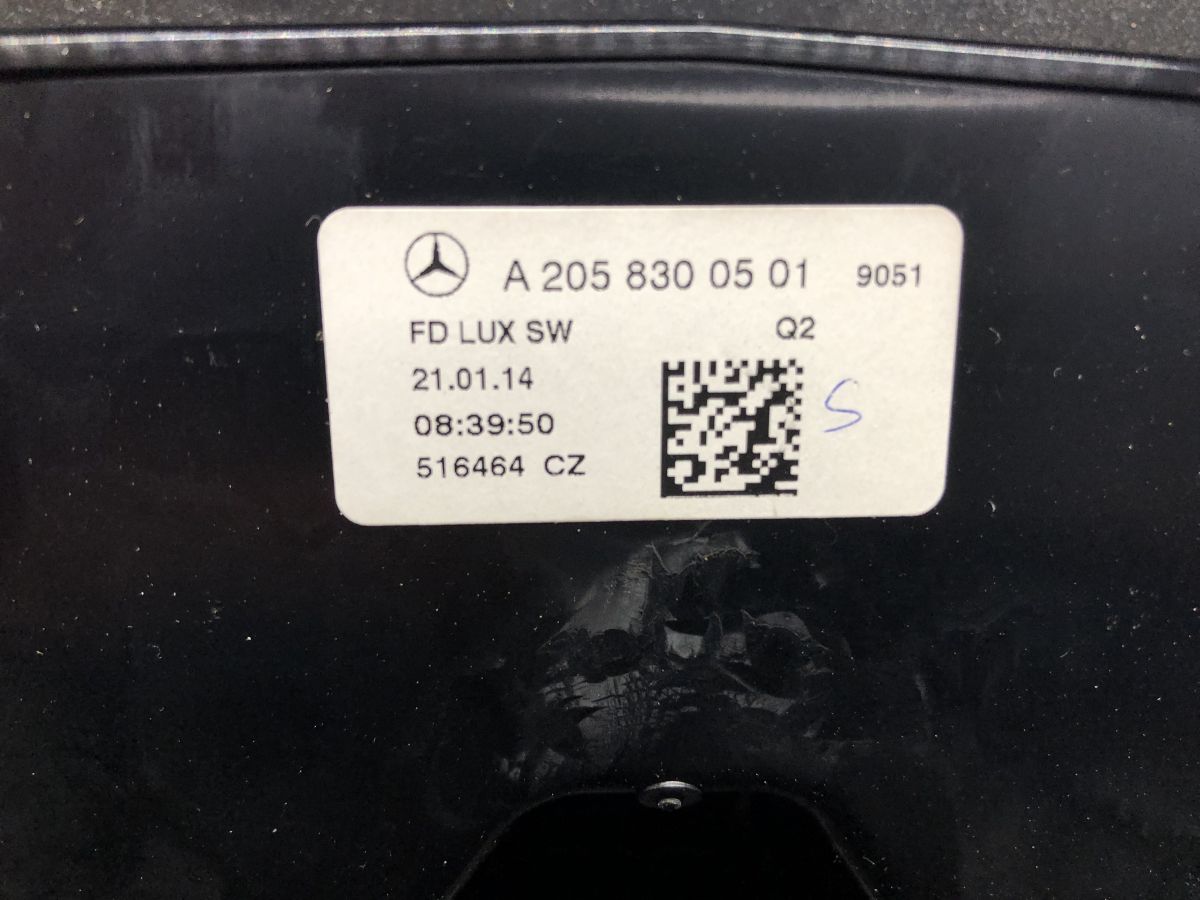 A 205 830 05 01 9051
FD LUX SW Q2
21.01.14
08:39:50
516464 CZ
S